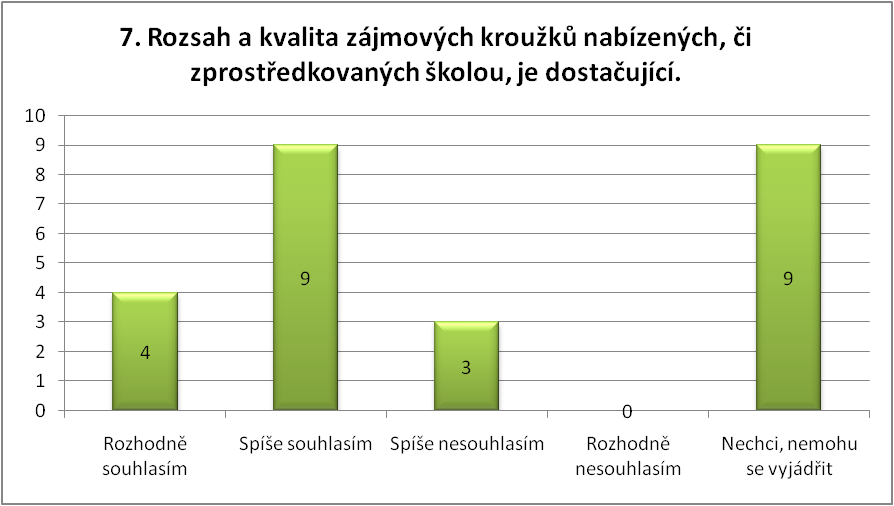 7. Rozsah a kvalita zájmových kroužků nabízených, či
zprostředkovaných školou, je dostačující.
10
9
8
7
6
5
4
3
2
1
0
4
9
3
0
9
Rozhodně
souhlasím
Spíše souhlasím
Spíše nesouhlasím
Rozhodně
nesouhlasím
Nechci, nemohu
se vyjádřit